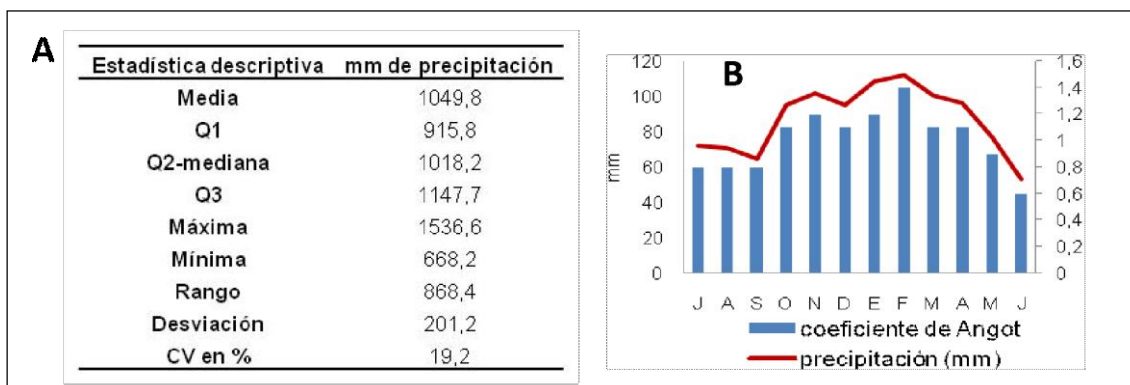 A
Estadística descriptiva mm de precipitación
Media 1049,8
Q1 915,8
Q2-mediana 1018,2
Q3 1147,7
Máxima 1536,6
Mínima 668,2
Rango 868,4
Desviación 201,2
CV en % 19,2
B
120
100
80
60
40
20
0
mm
1,6
1,4
1,2
1
0,8
0,6
0,4
0,2
0
J A S O N D E F M A M J
coeficiente de Angot
precipitación (mm)